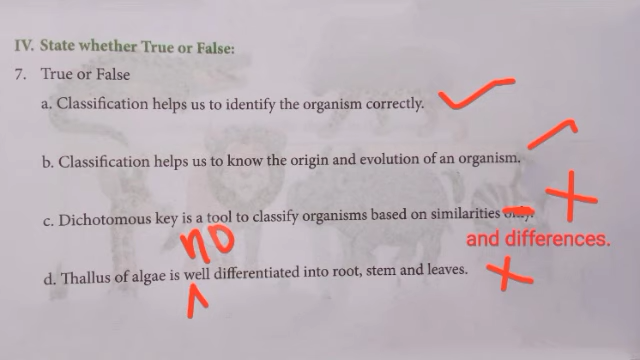 IV. State whether True or False:
7. True or False
a. Classification helps us to identify the organism correctly.
b. Classification helps us to know the origin and evolution of an organism.
c. Dichotomous key is a tool to classify organisms based on similarities only.
and differences.
no
d. Thallus of algae is well differentiated into root, stem and leaves.